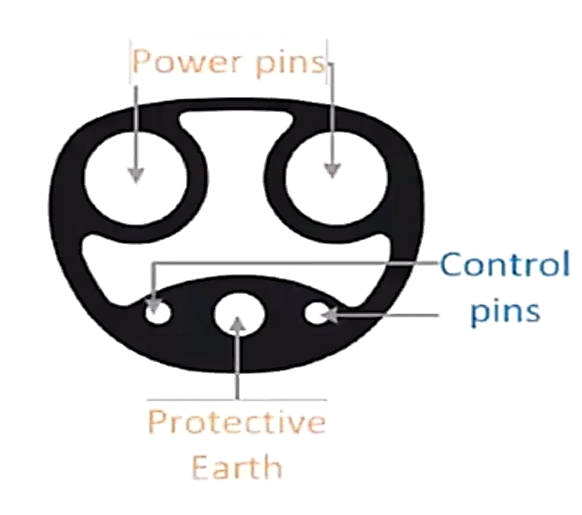 Power pins
Control
pins
Protective
Earth